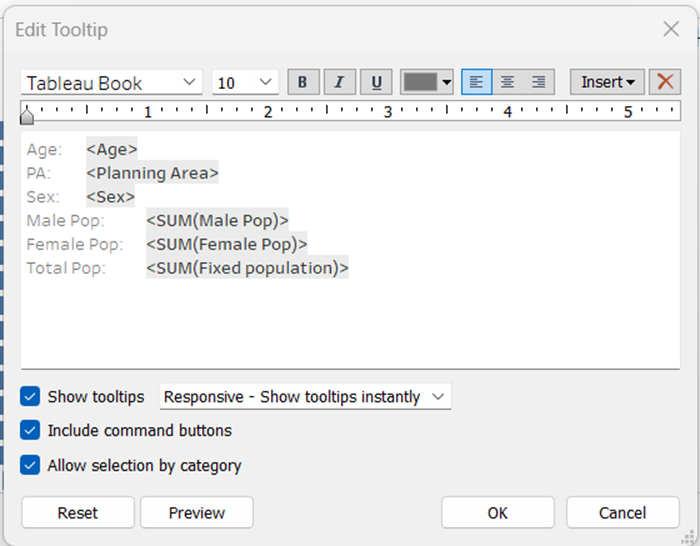 Edit Tooltip
Tableau Book 10 B I U Insert
1 2 3 4 5
Age: <Age>
PA: <Planning Area>
Sex: <Sex>
Male Pop: <SUM(Male Pop)>
Female Pop: <SUM(Female Pop)>
Total Pop: <SUM(Fixed population)>
Show tooltips Responsive - Show tooltips instantly
Include command buttons
Allow selection by category
Reset Preview OK Cancel